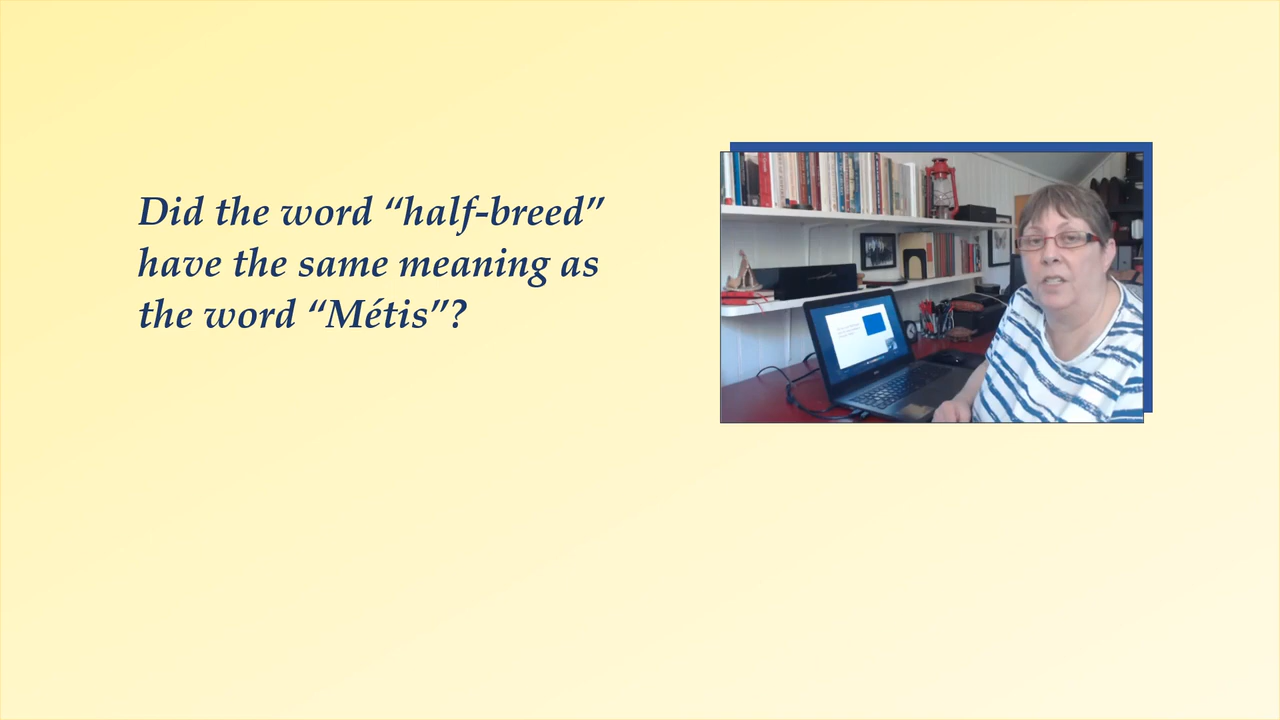 Did the word “half-breed”
have the same meaning as
the word “Métis”?